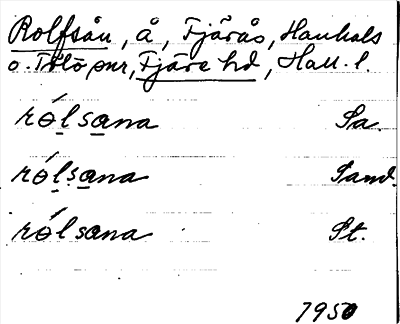 Rolfsån, å, Fjärås, Hanhals
o. Tölö snr, Fjäre hd, Hall. l.
rólsana Sa.
rólsana Sand.
rólsana St.
1950